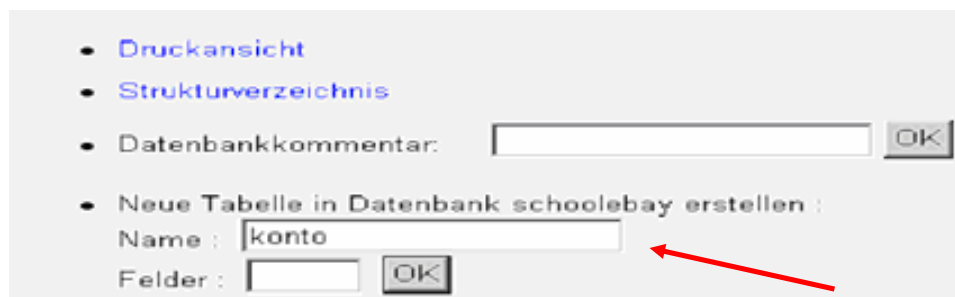 Druckansicht
Strukturverzeichnis
Datenbankkommentar: OK
Neue Tabelle in Datenbank schoolebay erstellen :
Name : konto
Felder : OK